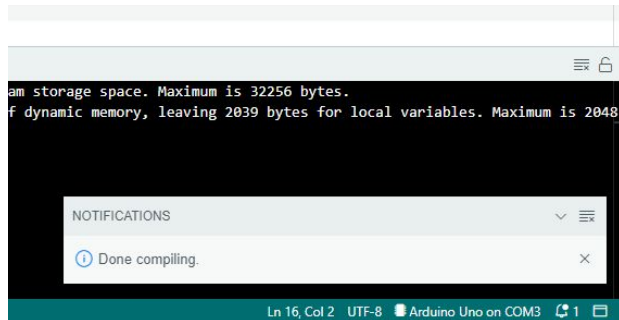 am storage space. Maximum is 32256 bytes.
f dynamic memory, leaving 2039 bytes for local variables. Maximum is 2048
NOTIFICATIONS
Done compiling.
Ln 16, Col 2 UTF-8 Arduino Uno on COM3 1